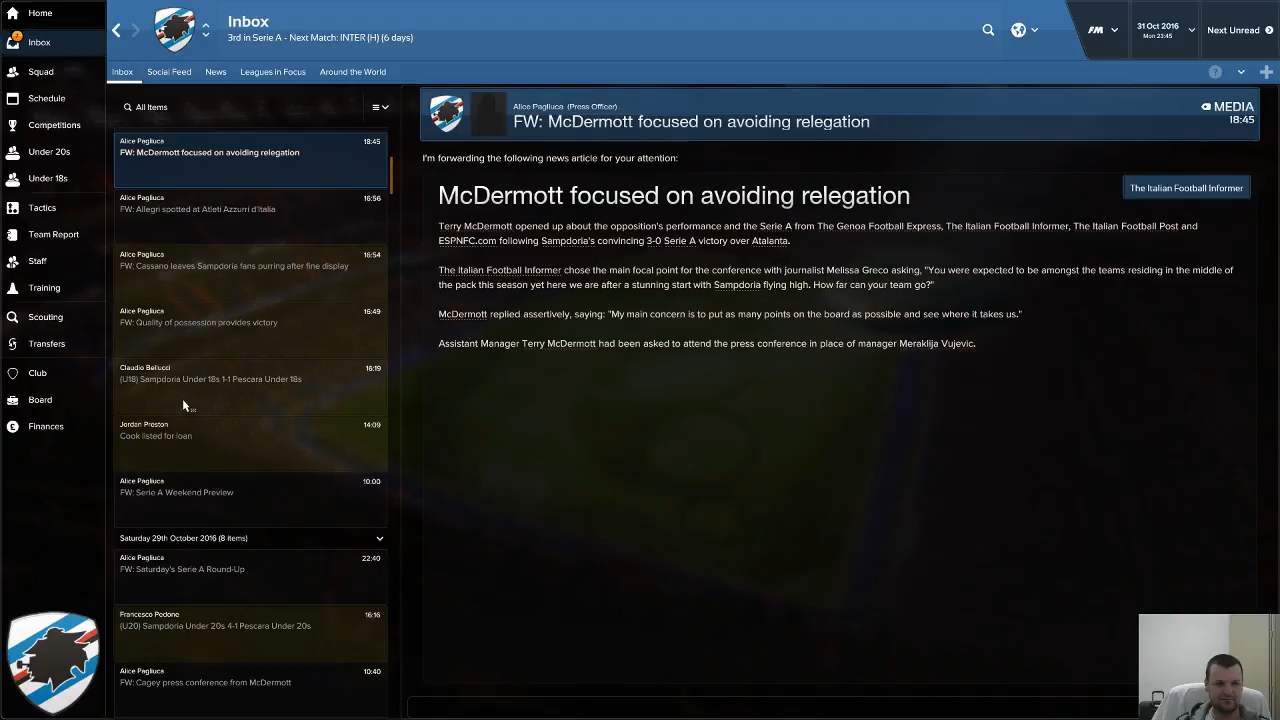 Home
Inbox
Squad
Schedule
Competitions
Under 20s
Under 18s
Tactics
Team Report
Staff
Training
Scouting
Transfers
Club
Board
Finances
Inbox
3rd in Serie A - Next Match: INTER (H) (6 days)
FM
31 Oct 2016
Mon 23:45
Next Unread
Inbox
Social Feed
News
Leagues in Focus
Around the World
All Items
Alice Pagliuca 18:45
FW: McDermott focused on avoiding relegation
Alice Pagliuca 16:56
FW: Allegri spotted at Atleti Azzurri d'Italia
Alice Pagliuca 16:54
FW: Cassano leaves Sampdoria fans purring after fine display
Alice Pagliuca 16:49
FW: Quality of possession provides victory
Claudio Bellucci 16:19
(U18) Sampdoria Under 18s 1-1 Pescara Under 18s
Jordan Preston 14:09
Cook listed for loan
Alice Pagliuca 10:00
FW: Serie A Weekend Preview
Saturday 29th October 2016 (8 items)
Alice Pagliuca 22:40
FW: Saturday's Serie A Round-Up
Francesco Pedone 16:16
(U20) Sampdoria Under 20s 4-1 Pescara Under 20s
Alice Pagliuca 10:40
FW: Cagey press conference from McDermott
Alice Pagliuca (Press Officer)
FW: McDermott focused on avoiding relegation
MEDIA
18:45
I'm forwarding the following news article for your attention:
McDermott focused on avoiding relegation
The Italian Football Informer
Terry McDermott opened up about the opposition's performance and the Serie A from The Genoa Football Express, The Italian Football Informer, The Italian Football Post and
ESPNFC.com following Sampdoria's convincing 3-0 Serie A victory over Atalanta.
The Italian Football Informer chose the main focal point for the conference with journalist Melissa Greco asking, "You were expected to be amongst the teams residing in the middle of
the pack this season yet here we are after a stunning start with Sampdoria flying high. How far can your team go?"
McDermott replied assertively, saying: "My main concern is to put as many points on the board as possible and see where it takes us."
Assistant Manager Terry McDermott had been asked to attend the press conference in place of manager Meraklija Vujevic.